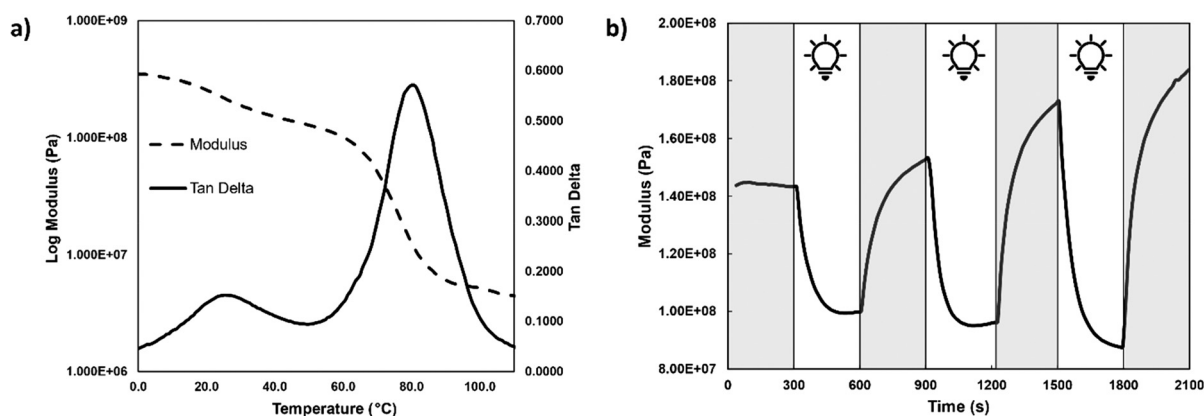 a)
1.000E+09
1.000E+08
1.000E+07
1.000E+06
Log Modulus (Pa)
Modulus
Tan Delta
0.7000
0.6000
0.5000
0.4000
0.3000
0.2000
0.1000
0.0000
Tan Delta
0.0 20.0 40.0 60.0 80.0 100.0
Temperature (°C)
b)
2.00E+08
1.80E+08
1.60E+08
1.40E+08
1.20E+08
1.00E+08
8.00E+07
Modulus (Pa)
0 300 600 900 1200 1500 1800 2100
Time (s)